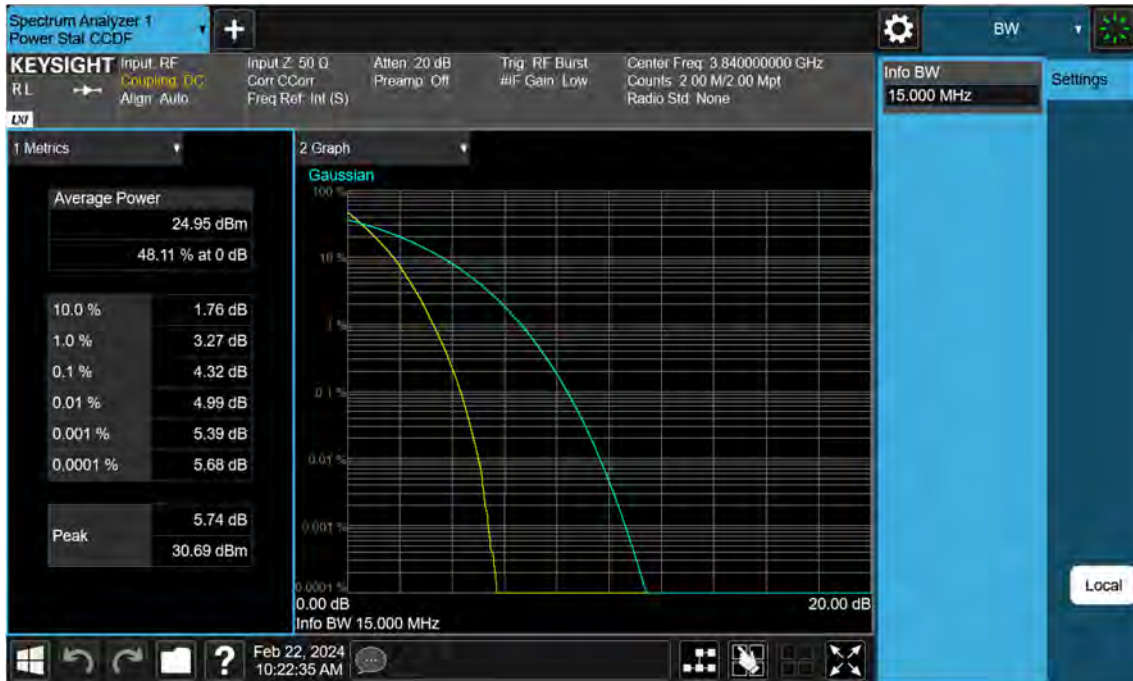 Spectrum Analyzer 1
Power Stat CCDF
BW
KEYSIGHT
RL
LXI
Input: RF
Coupling: DC
Align: Auto
Input Z: 50 Ω
Corr CCorr
Freq Ref: Int (S)
Atten: 20 dB
Preamp: Off
Trig: RF Burst
#IF Gain: Low
Center Freq: 3.840000000 GHz
Counts: 2.00 M/2.00 Mpt
Radio Std: None
Info BW
15.000 MHz
Settings
1 Metrics
Average Power
24.95 dBm
48.11 % at 0 dB
10.0 % 1.76 dB
1.0 % 3.27 dB
0.1 % 4.32 dB
0.01 % 4.99 dB
0.001 % 5.39 dB
0.0001 % 5.68 dB
Peak
5.74 dB
30.69 dBm
2 Graph
Gaussian
100 %
10 %
1 %
0.1 %
0.01 %
0.001 %
0.0001 %
0.00 dB 20.00 dB
Info BW 15.000 MHz
Local
?
Feb 22, 2024
10:22:35 AM